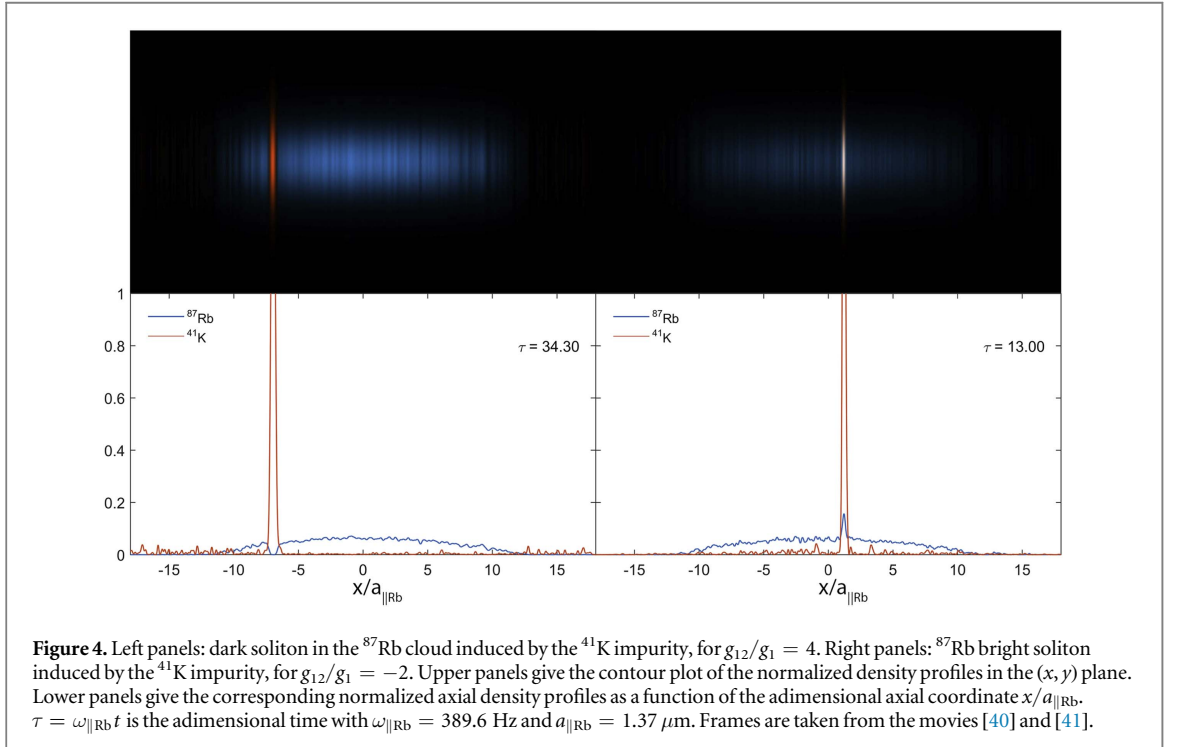 1
0.8
0.6
0.4
0.2
0
87Rb
41K
τ = 34.30
87Rb
41K
τ = 13.00
-15 -10 -5 0 5 10 15
-15 -10 -5 0 5 10 15
x/a||Rb
x/a||Rb
Figure 4. Left panels: dark soliton in the 87Rb cloud induced by the 41K impurity, for g12/g1 = 4. Right panels: 87Rb bright soliton
induced by the 41K impurity, for g12/g1 = −2. Upper panels give the contour plot of the normalized density profiles in the (x, y) plane.
Lower panels give the corresponding normalized axial density profiles as a function of the adimensional axial coordinate x/a||Rb.
τ = ω||Rbt is the adimensional time with ω||Rb = 389.6 Hz and a||Rb = 1.37 μm. Frames are taken from the movies [40] and [41].